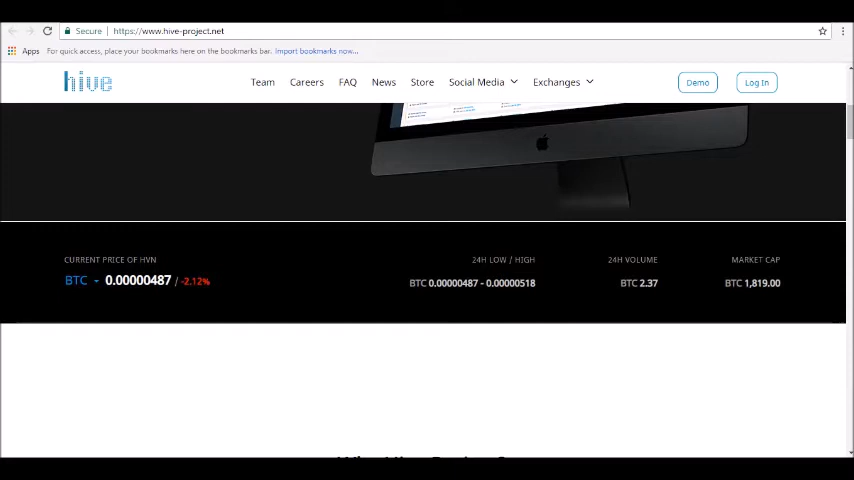 Secure https://www.hive-project.net
Apps For quick access, place your bookmarks here on the bookmarks bar. Import bookmarks now...
hive Team Careers FAQ News Store Social Media Exchanges Demo Log In
CURRENT PRICE OF HVN 24H LOW / HIGH 24H VOLUME MARKET CAP
BTC 0.00000487 / -2.12% BTC 0.00000487 - 0.00000518 BTC 2.37 BTC 1,819.00